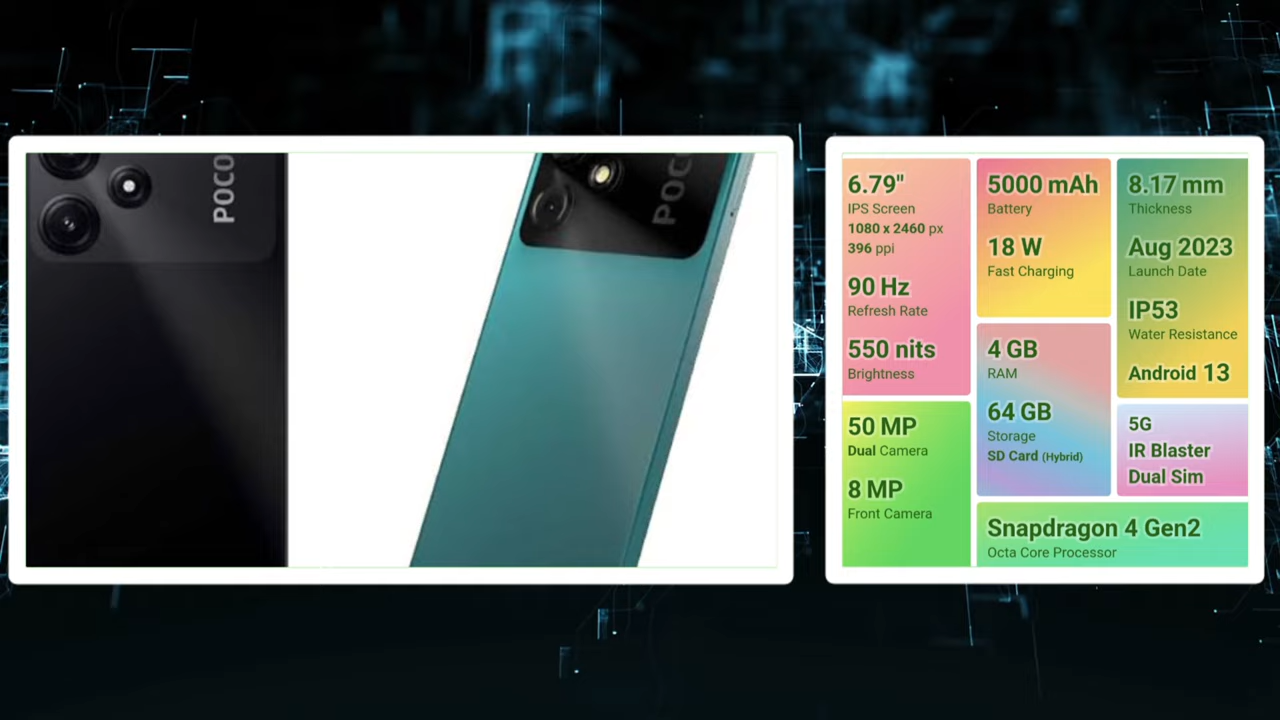 POCO
POCO
6.79"
IPS Screen
1080 x 2460 px
396 ppi
90 Hz
Refresh Rate
550 nits
Brightness
50 MP
Dual Camera
8 MP
Front Camera
5000 mAh
Battery
18 W
Fast Charging
4 GB
RAM
64 GB
Storage
SD Card (Hybrid)
8.17 mm
Thickness
Aug 2023
Launch Date
IP53
Water Resistance
Android 13
5G
IR Blaster
Dual Sim
Snapdragon 4 Gen2
Octa Core Processor